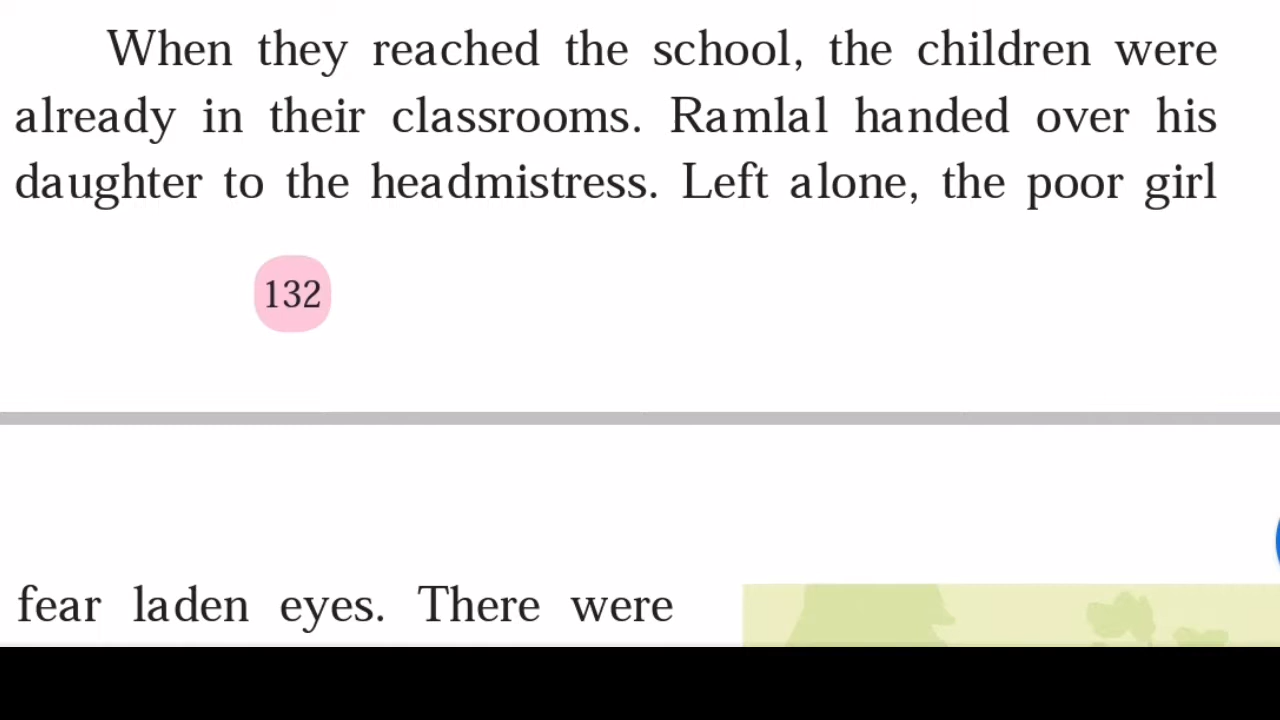 When they reached the school, the children were
already in their classrooms. Ramlal handed over his
daughter to the headmistress. Left alone, the poor girl
132
fear laden eyes. There were